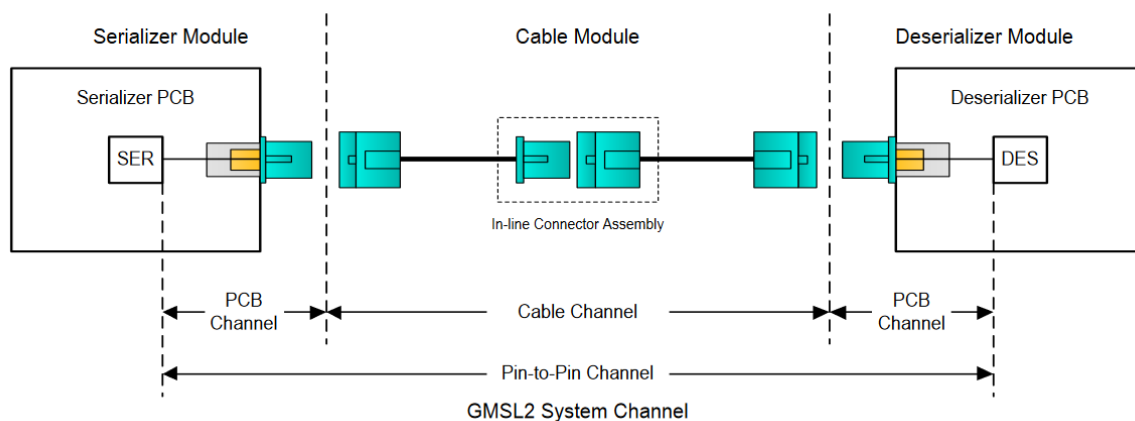 Serializer Module
Cable Module
Deserializer Module
Serializer PCB
Deserializer PCB
SER
DES
In-line Connector Assembly
PCB
Channel
Cable Channel
PCB
Channel
Pin-to-Pin Channel
GMSL2 System Channel